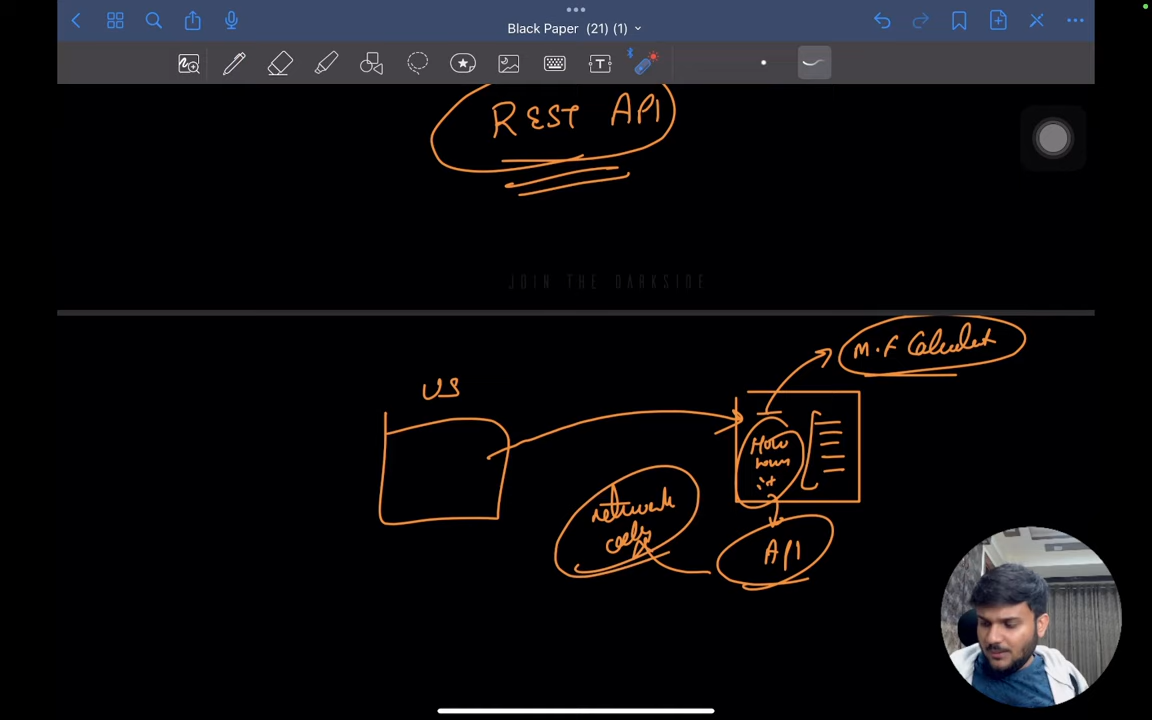 Black Paper (21) (1)
REST API
JOIN THE DARKSIDE
M.F Calculat
US
How
network
calls
API